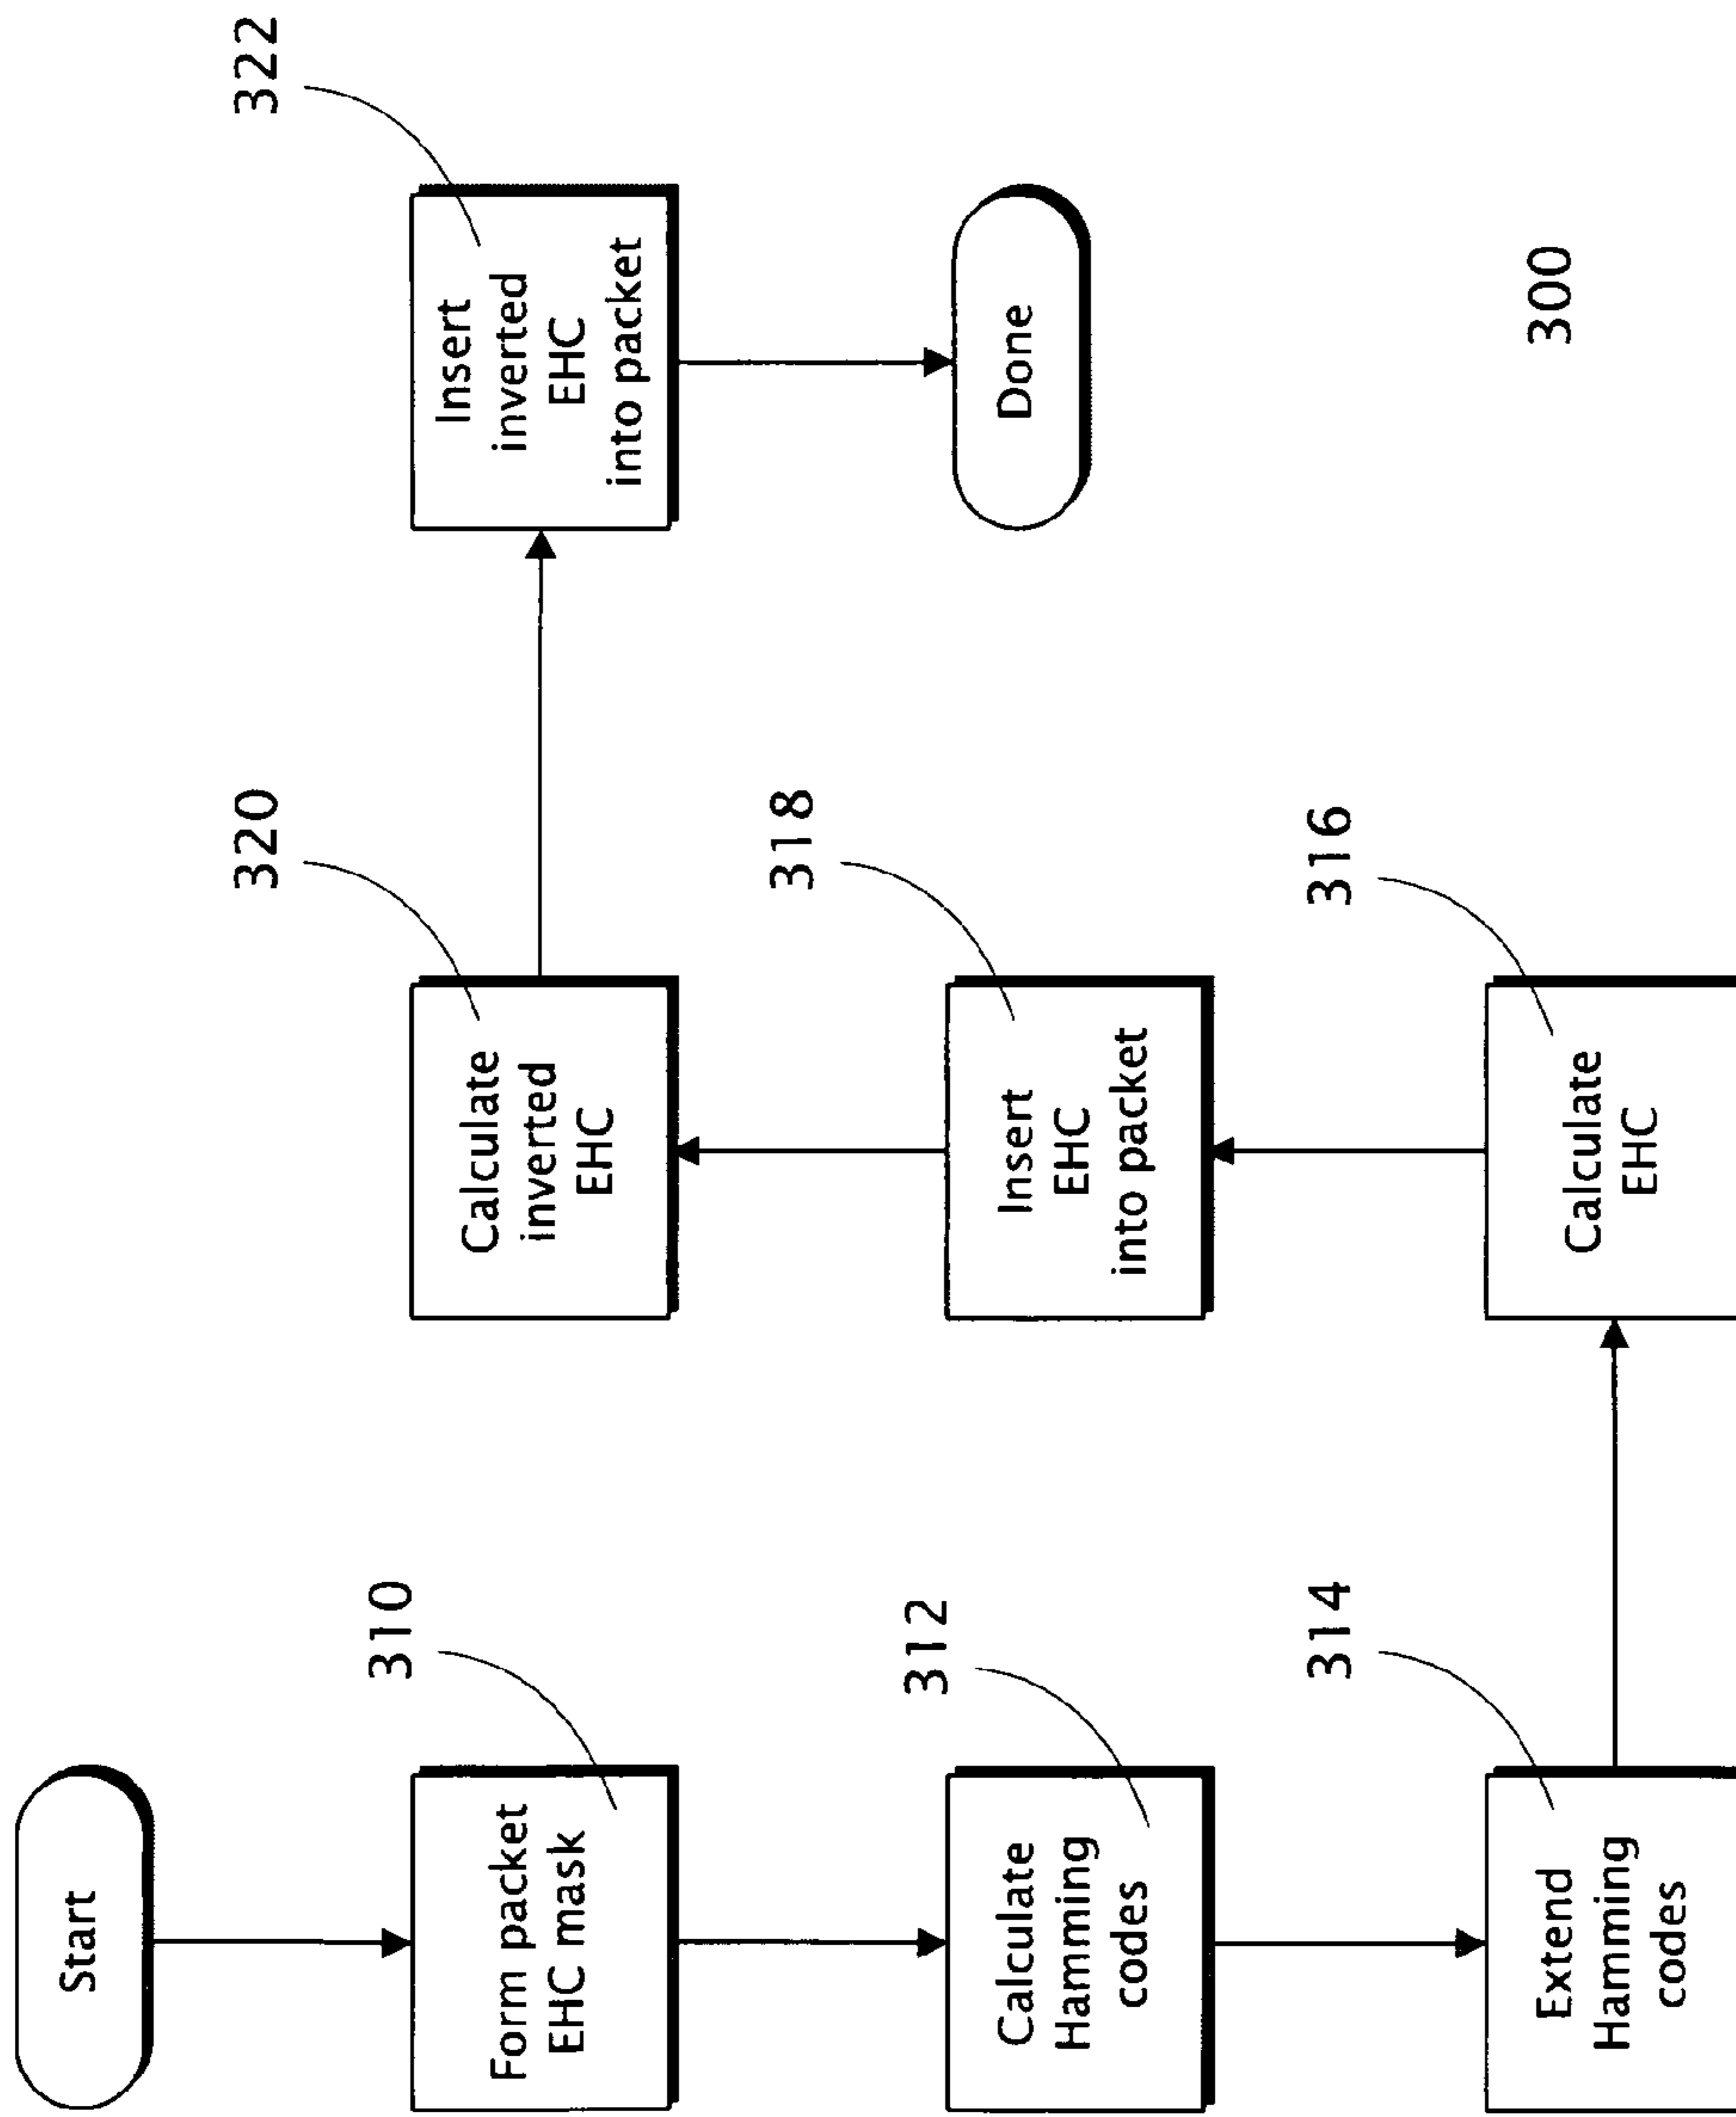 Start
310
Form packet
EHC mask
312
Calculate
Hamming
codes
314
Extend
Hamming
codes
316
Calculate
EHC
318
Insert
EHC
into packet
320
Calculate
inverted
EHC
322
Insert
inverted
EHC
into packet
Done
300